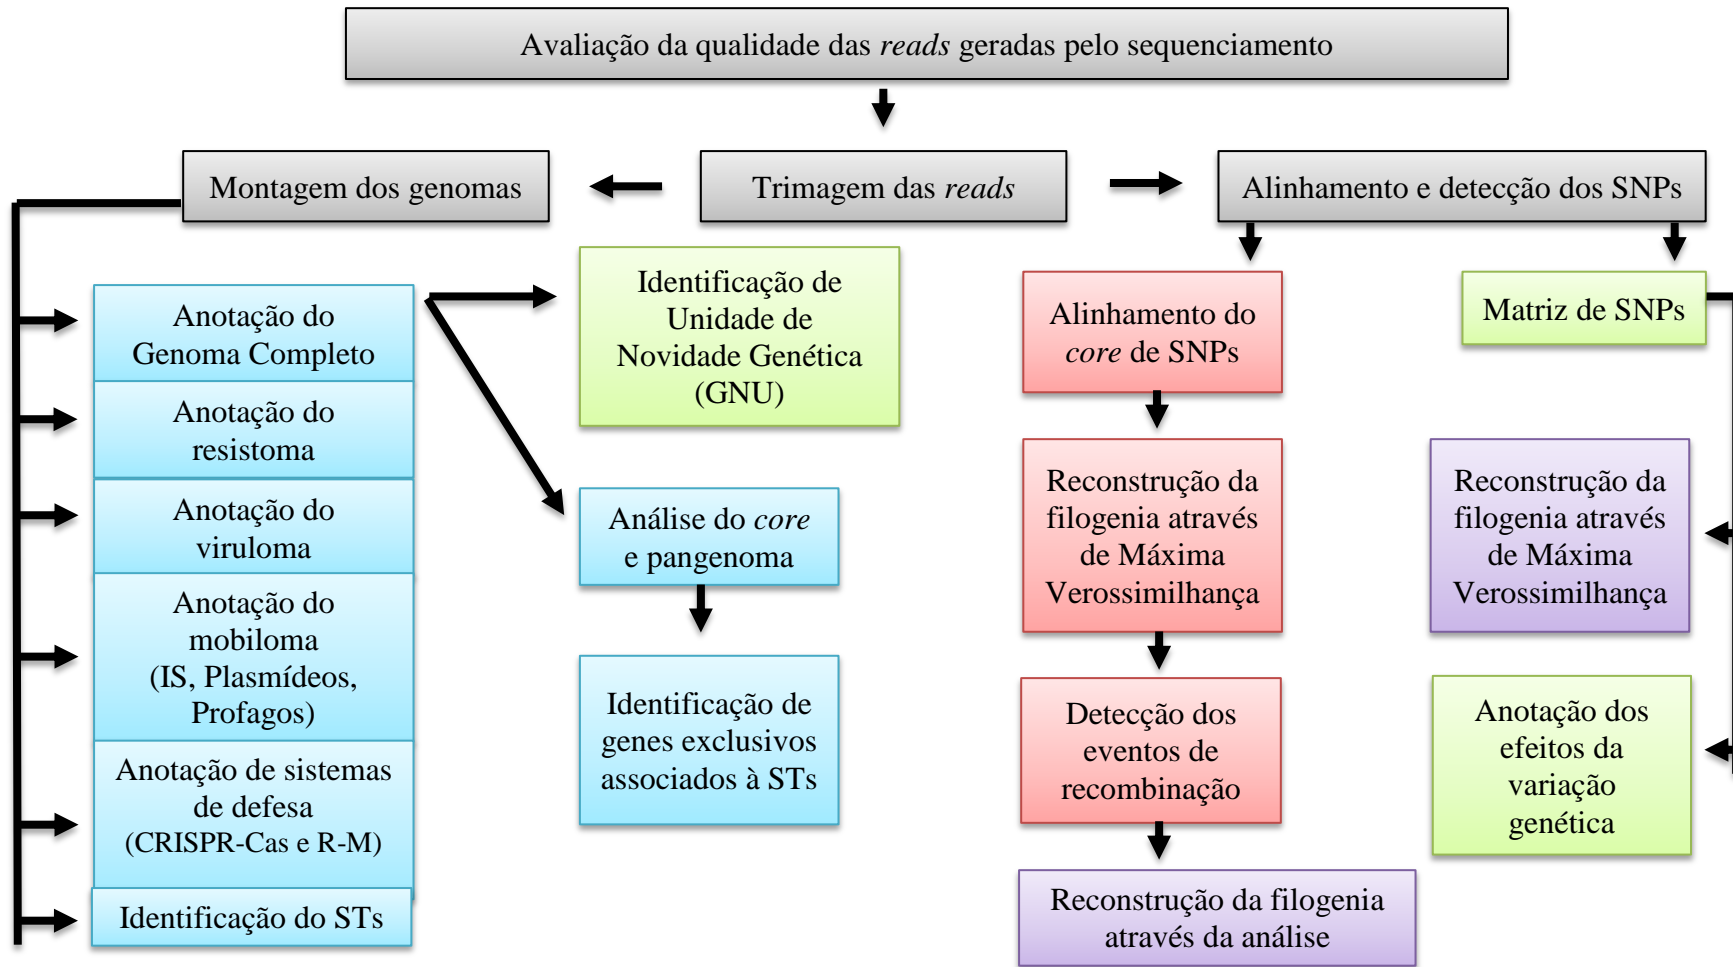 Avaliação da qualidade das reads geradas pelo sequenciamento
Montagem dos genomas
Trimagem das reads
Alinhamento e detecção dos SNPs
Anotação do
Genoma Completo
Anotação do
resistoma
Anotação do
viruloma
Anotação do
mobiloma
(IS, Plasmídeos,
Profagos)
Anotação de sistemas
de defesa
(CRISPR-Cas e R-M)
Identificação do STs
Identificação de
Unidade de
Novidade Genética
(GNU)
Análise do core
e pangenoma
Identificação de
genes exclusivos
associados à STs
Alinhamento do
core de SNPs
Reconstrução da
filogenia através
de Máxima
Verossimilhança
Detecção dos
eventos de
recombinação
Reconstrução da filogenia
através da análise
Matriz de SNPs
Reconstrução da
filogenia através
de Máxima
Verossimilhança
Anotação dos
efeitos da
variação
genética